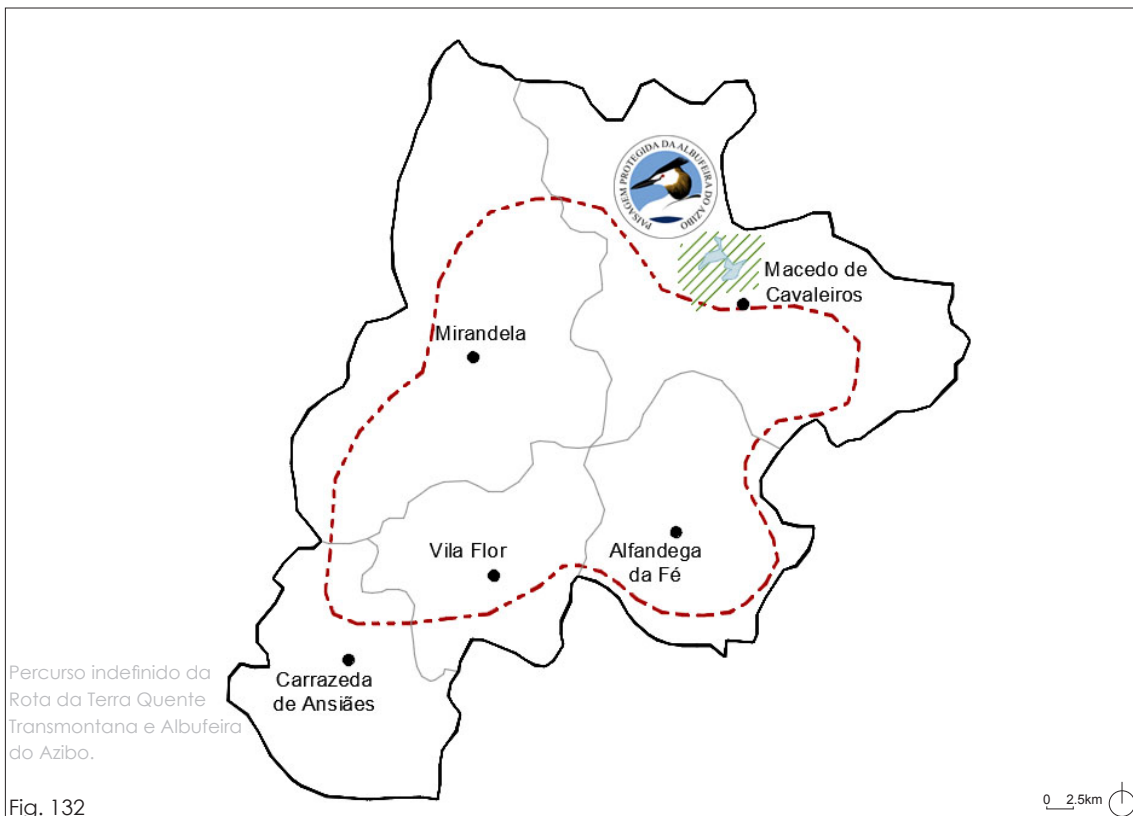 PAISAGEM PROTEGIDA DA ALBUFEIRA DO AZIBO
Macedo de
Cavaleiros
Mirandela
Vila Flor
Alfandega
da Fé
Carrazeda
de Ansiães
Percurso indefinido da
Rota da Terra Quente
Transmontana e Albufeira
do Azibo.
Fig. 132
0 2.5km